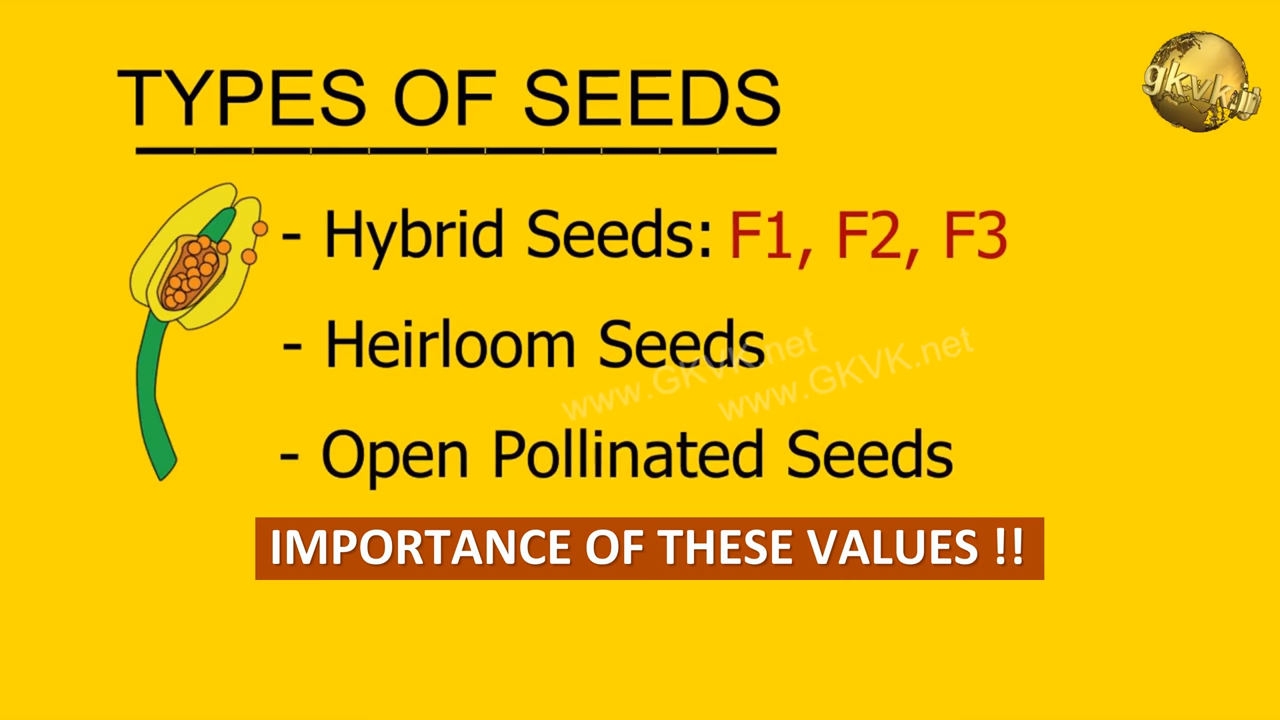 TYPES OF SEEDS
gkvk.in
- Hybrid Seeds: F1, F2, F3
- Heirloom Seeds
www.GKVK.net
www.GKVK.net
- Open Pollinated Seeds
IMPORTANCE OF THESE VALUES !!